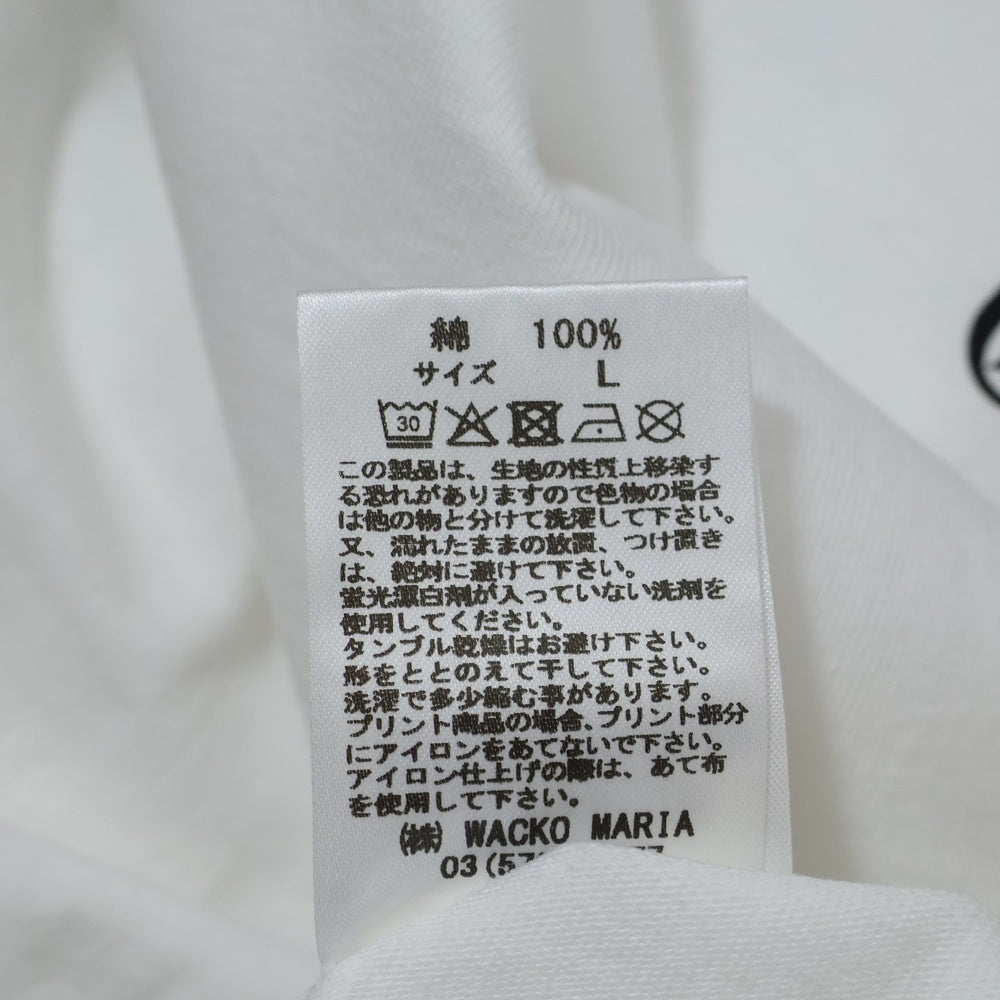 綿 100%
サイズ L
30
この製品は、生地の性質上移染す
る恐れがありますので色物の場合
は他の物と分けて洗濯して下さい。
又、濡れたままの放置、つけ置き
は、絶対に避けて下さい。
蛍光漂白剤が入っていない洗剤を
使用してください。
タンブル乾燥はお避け下さい。
形をととのえて干して下さい。
洗濯で多少縮む事があります。
プリント商品の場合、プリント部分
にアイロンをあてないで下さい。
アイロン仕上げの際は、あて布
を使用して下さい。
㈱ WACKO MARIA
03(57